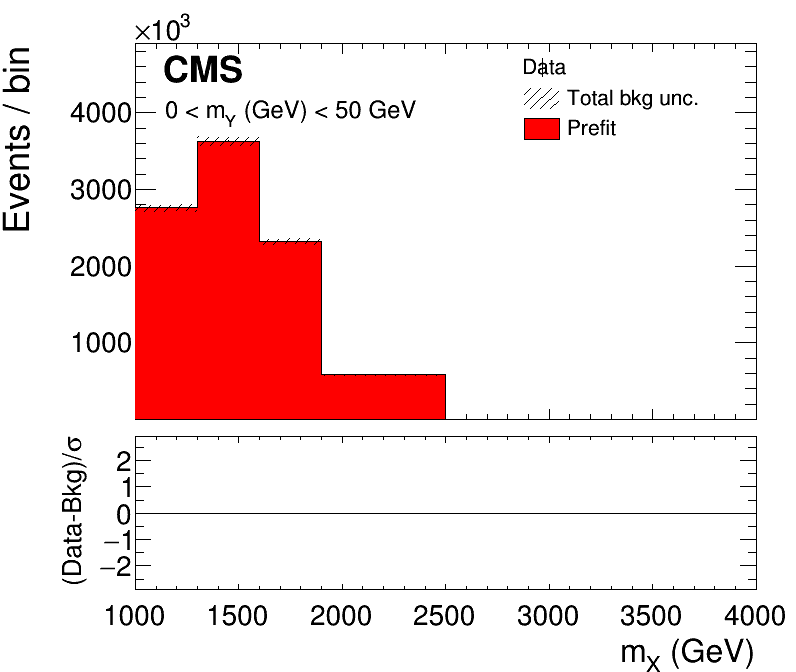 ×10³
Events / bin
CMS
0 < m_Y (GeV) < 50 GeV
Data
Total bkg unc.
Prefit
4000
3000
2000
1000
(Data-Bkg)/σ
2
1
0
−1
−2
1000 1500 2000 2500 3000 3500 4000
m_X (GeV)